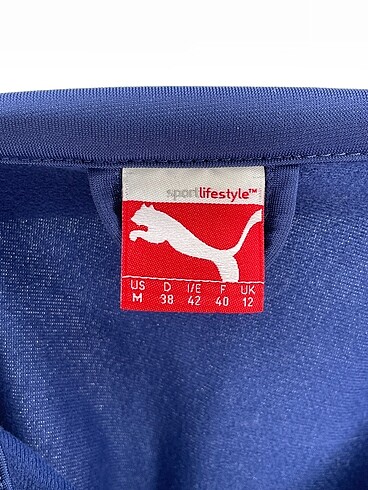 sportlifestyle™
US D I/E F UK
M 38 42 40 12